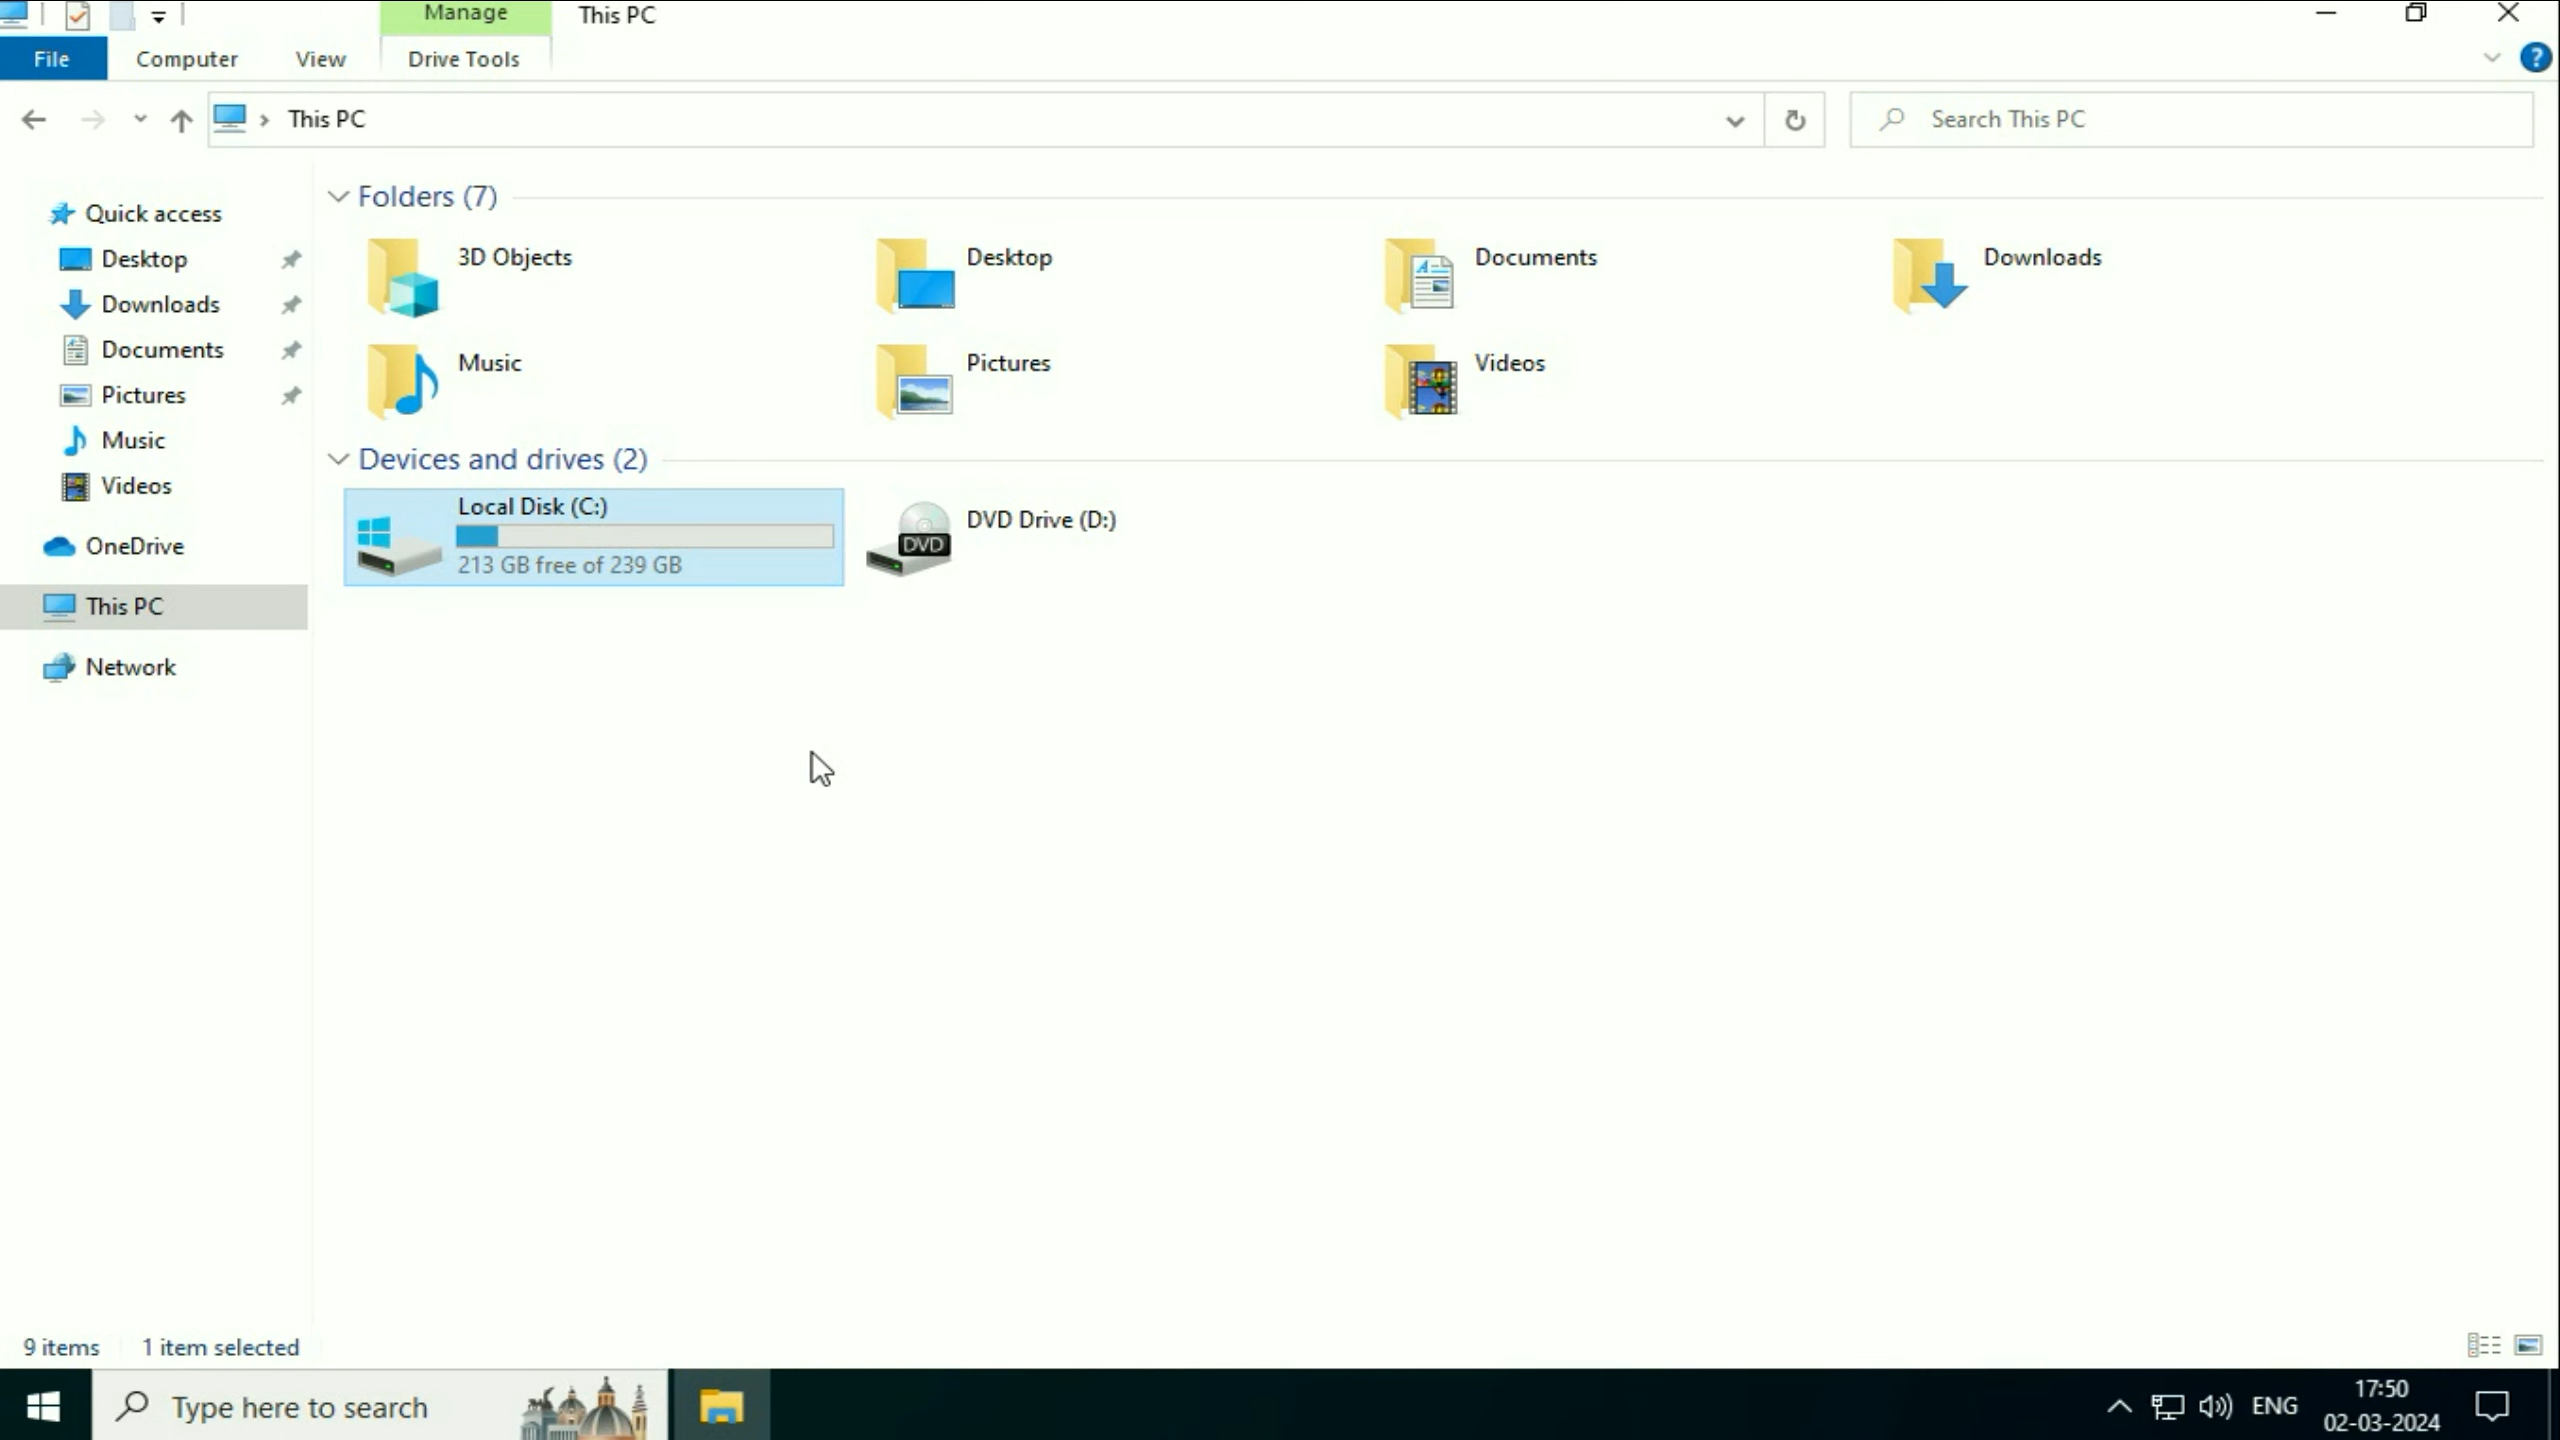 Manage
This PC
File
Computer
View
Drive Tools
?
This PC
Search This PC
Quick access
Desktop
Downloads
Documents
Pictures
Music
Videos
OneDrive
This PC
Network
Folders (7)
3D Objects
Desktop
Documents
Downloads
Music
Pictures
Videos
Devices and drives (2)
Local Disk (C:)
213 GB free of 239 GB
DVD
DVD Drive (D:)
9 items
1 item selected
Type here to search
ENG
17:50
02-03-2024